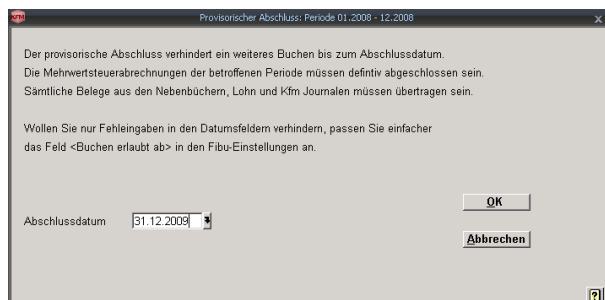 KFM
Provisorischer Abschluss: Periode 01.2008 - 12.2008
x
Der provisorische Abschluss verhindert ein weiteres Buchen bis zum Abschlussdatum.
Die Mehrwertsteuerabrechnungen der betroffenen Periode müssen defintiv abgeschlossen sein.
Sämtliche Belege aus den Nebenbüchern, Lohn und Kfm Journalen müssen übertragen sein.
Wollen Sie nur Fehleingaben in den Datumsfeldern verhindern, passen Sie einfacher
das Feld <Buchen erlaubt ab> in den Fibu-Einstellungen an.
OK
Abschlussdatum 31.12.2009
Abbrechen
?